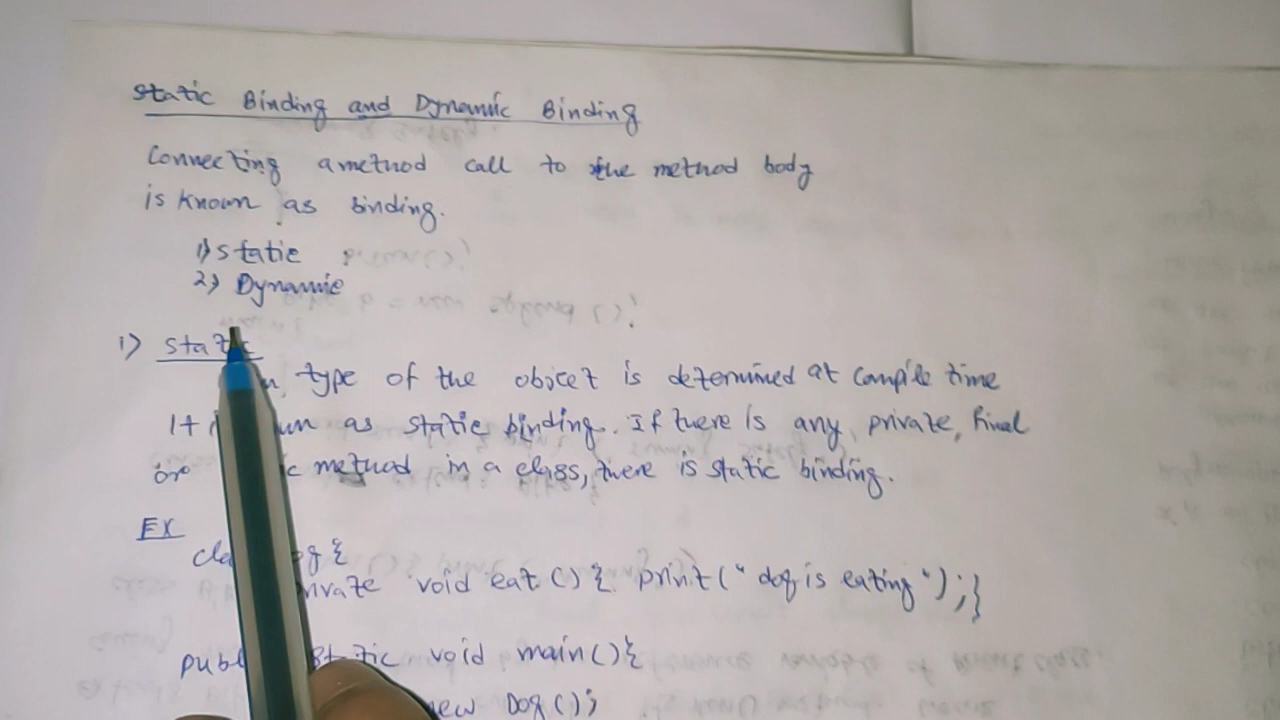 Static Binding and Dynamic Binding
Connecting a method call to the method body
is known as binding.
1) static
2) Dynamic
1) static
type of the object is determined at compile time
It as static binding. If there is any private, final
or method in a class, there is static binding.
EX
void eat () { print(" dog is eating "); }
void main(){
Dog();